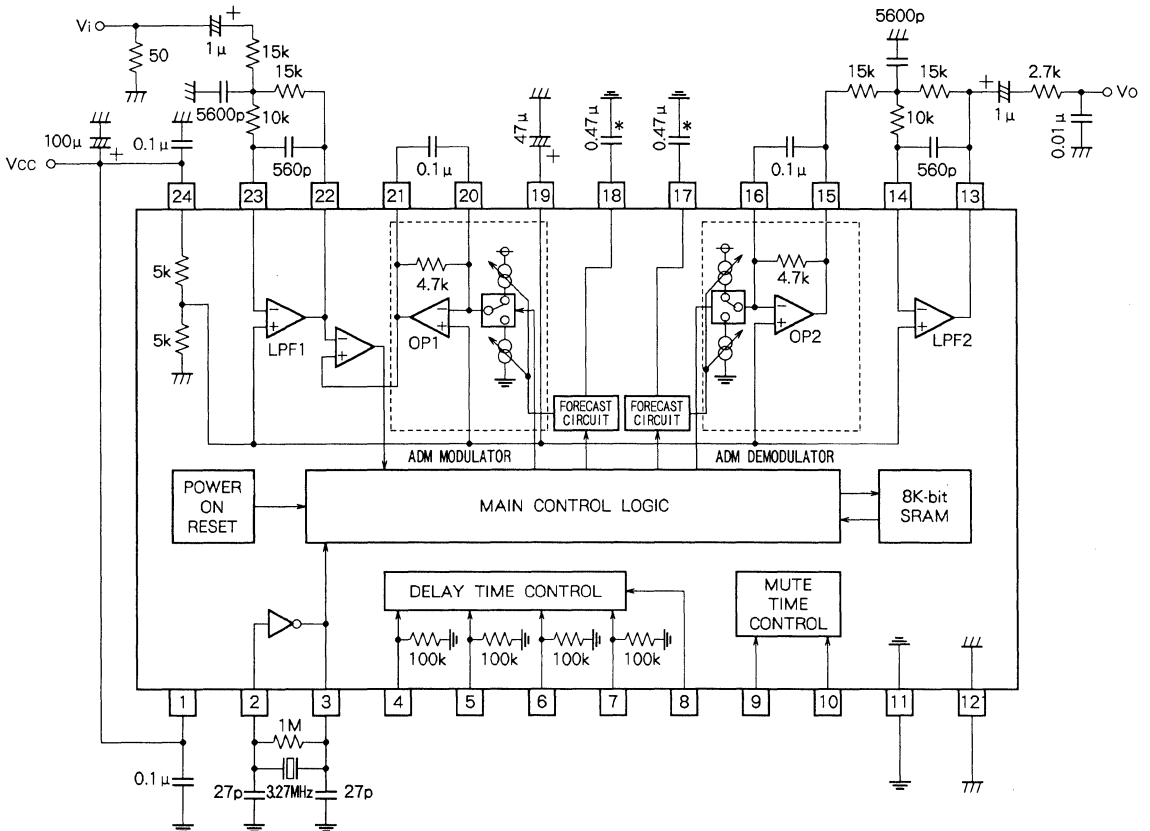 5600p
Vi
50
1μ
+
15k
15k
5600p
10k
560p
100μ
+
0.1μ
Vcc
0.1μ
47μ
+
0.47μ
*
0.47μ
*
15k
15k
10k
0.1μ
560p
+
1μ
2.7k
Vo
0.01μ
24
23
22
21
20
19
18
17
16
15
14
13
5k
5k
4.7k
4.7k
LPF1
OP1
OP2
LPF2
FORECAST
CIRCUIT
FORECAST
CIRCUIT
ADM MODULATOR
ADM DEMODULATOR
POWER
ON
RESET
MAIN CONTROL LOGIC
8K-bit
SRAM
DELAY TIME CONTROL
MUTE
TIME
CONTROL
100k
100k
100k
100k
1
2
3
4
5
6
7
8
9
10
11
12
1M
0.1μ
27p
3.27MHz
27p